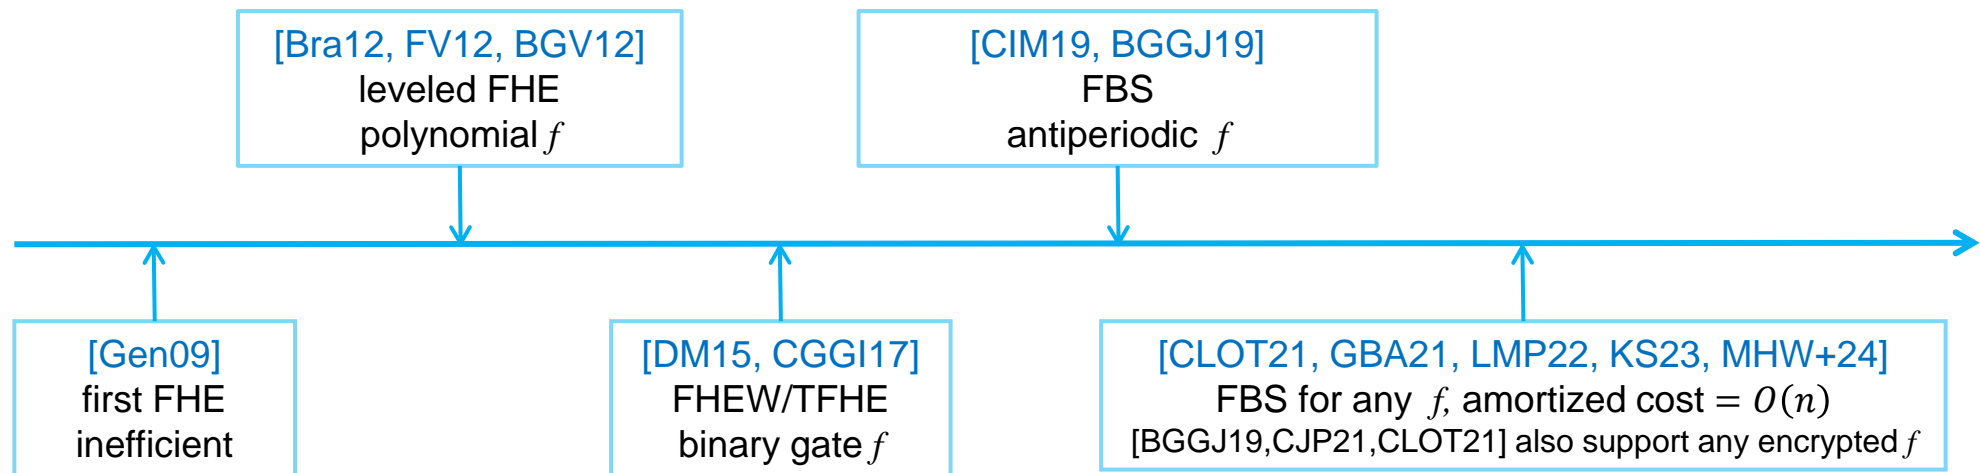 [Bra12, FV12, BGV12]
leveled FHE
polynomial f
[CIM19, BGGJ19]
FBS
antiperiodic f
[Gen09]
first FHE
inefficient
[DM15, CGGI17]
FHEW/TFHE
binary gate f
[CLOT21, GBA21, LMP22, KS23, MHW+24]
FBS for any f, amortized cost = O(n)
[BGGJ19,CJP21,CLOT21] also support any encrypted f